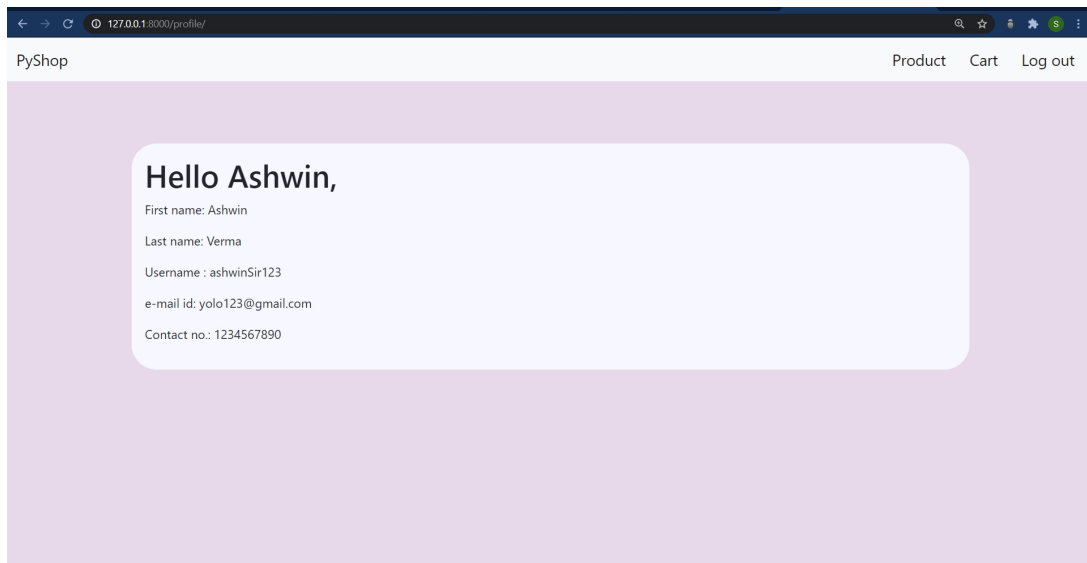 127.0.0.1:8000/profile/
S
PyShop
Product Cart Log out
Hello Ashwin,
First name: Ashwin
Last name: Verma
Username : ashwinSir123
e-mail id: yolo123@gmail.com
Contact no.: 1234567890